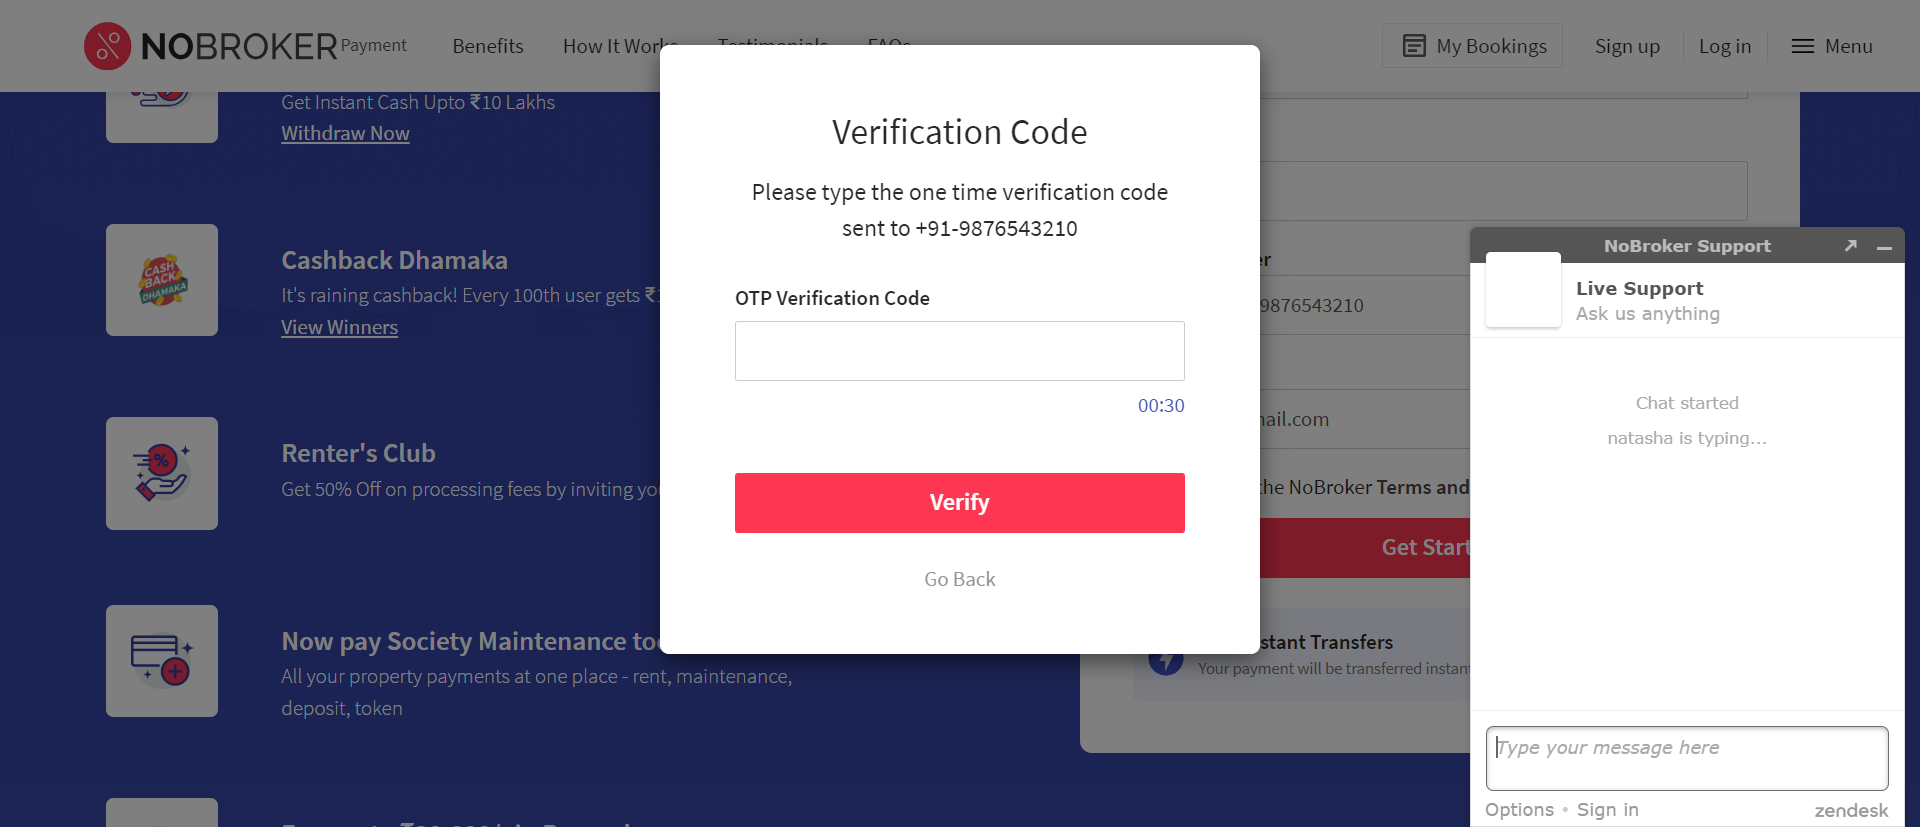 NOBROKER Payment
Benefits
How It Works
Testimonials
FAQs
My Bookings
Sign up
Log in
Menu
Get Instant Cash Upto ₹10 Lakhs
Withdraw Now
CASH BACK DHAMAKA
Cashback Dhamaka
It's raining cashback! Every 100th user gets ₹
View Winners
Renter's Club
Get 50% Off on processing fees by inviting
Now pay Society Maintenance
All your property payments at one place - rent, maintenance,
deposit, token
Verification Code
Please type the one time verification code
sent to +91-9876543210
OTP Verification Code
00:30
Verify
Go Back
9876543210
ail.com
the NoBroker Terms and
Get Start
stant Transfers
Your payment will be transferred instan
NoBroker Support
Live Support
Ask us anything
Chat started
natasha is typing...
Type your message here
Options • Sign in
zendesk